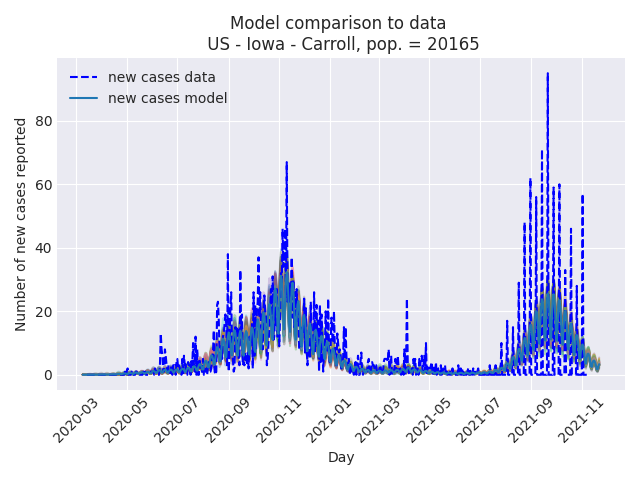 Model comparison to data
US - Iowa - Carroll, pop. = 20165
new cases data
new cases model
Number of new cases reported
80
60
40
20
0
2020-03
2020-05
2020-07
2020-09
2020-11
2021-01
2021-03
2021-05
2021-07
2021-09
2021-11
Day